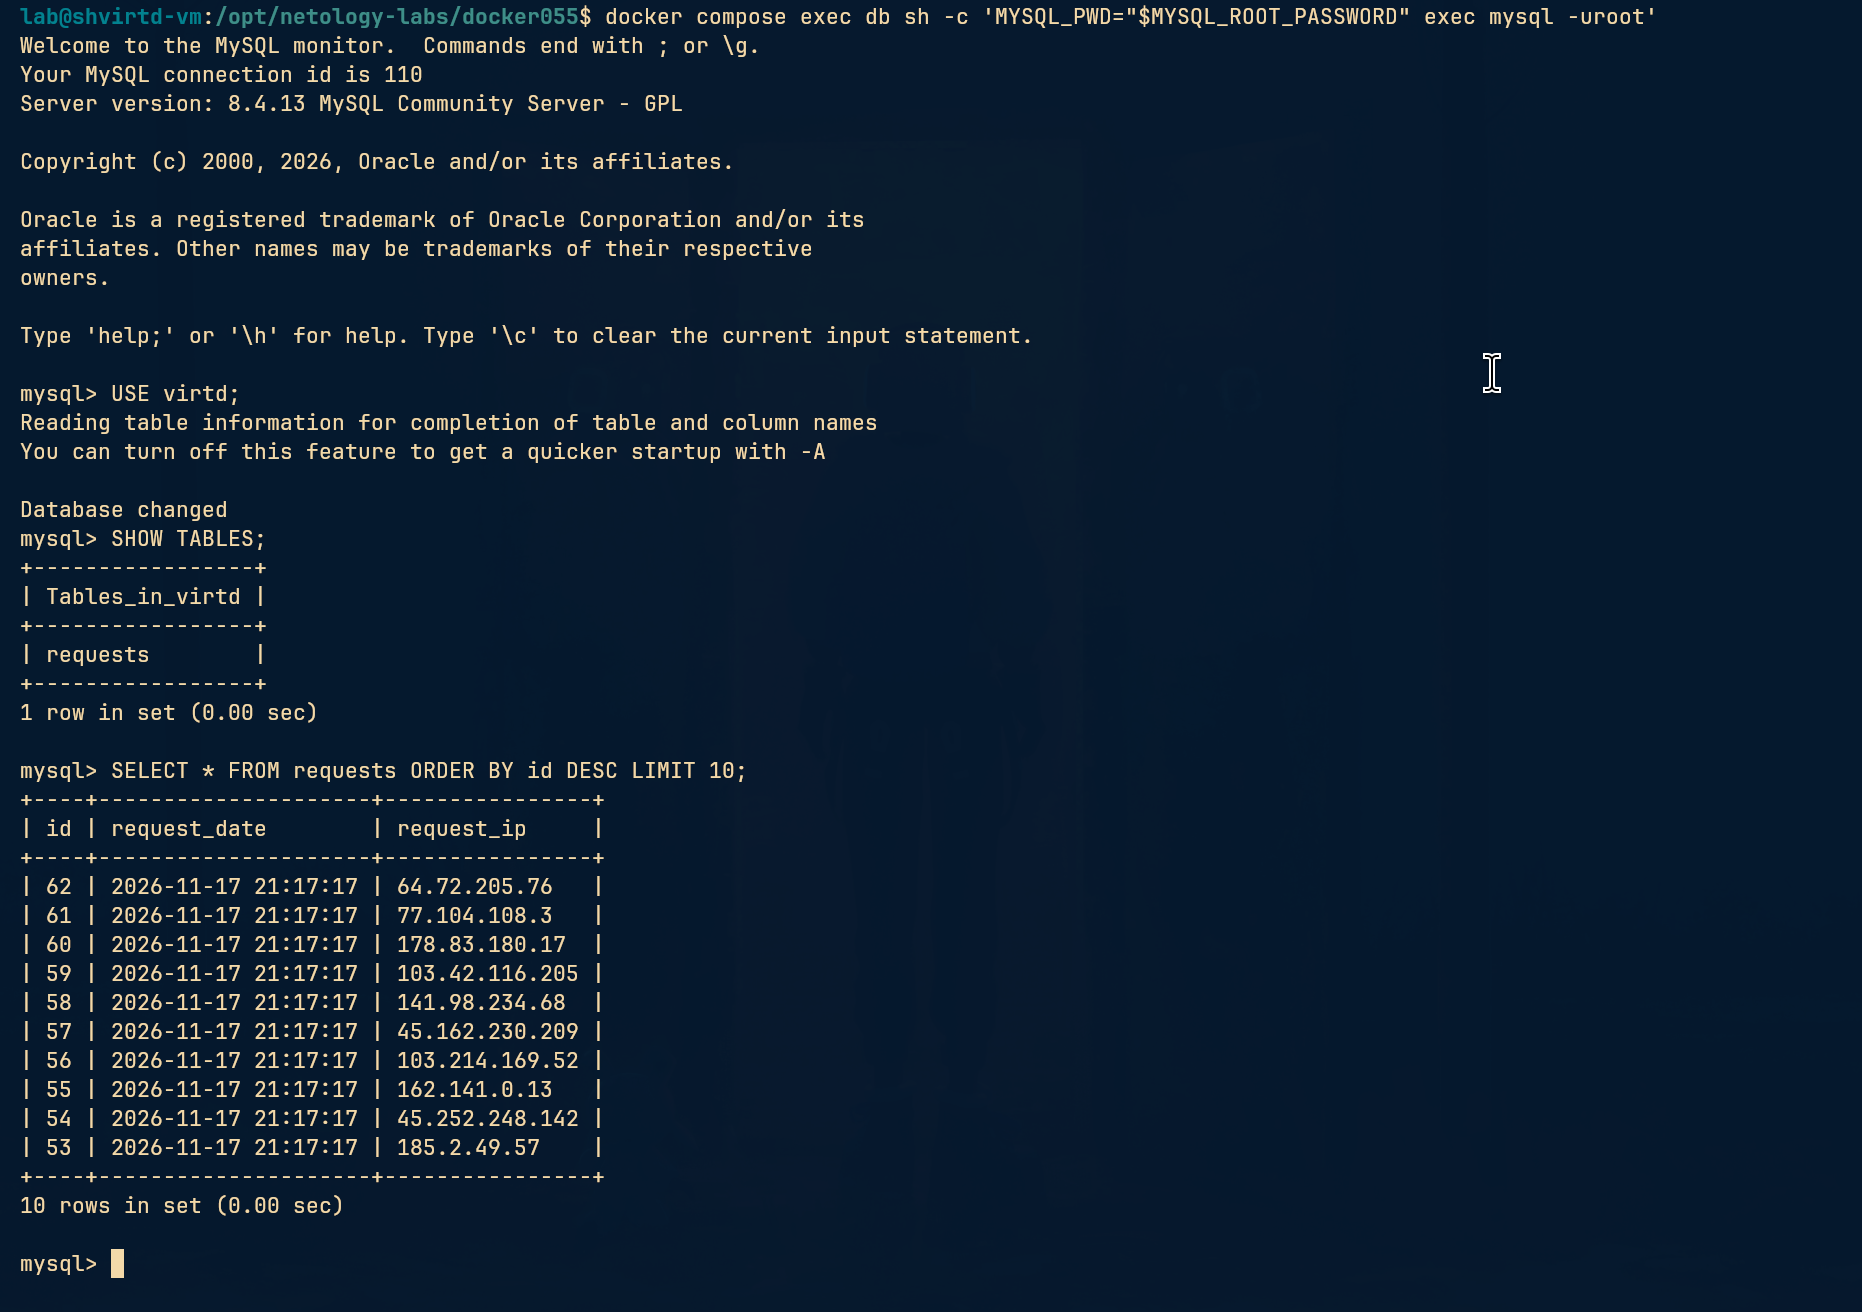 lab@shvirtd-vm:/opt/netology-labs/docker055$ docker compose exec db sh -c 'MYSQL_PWD="$MYSQL_ROOT_PASSWORD" exec mysql -uroot'
Welcome to the MySQL monitor.  Commands end with ; or \g.
Your MySQL connection id is 110
Server version: 8.4.13 MySQL Community Server - GPL

Copyright (c) 2000, 2026, Oracle and/or its affiliates.

Oracle is a registered trademark of Oracle Corporation and/or its
affiliates. Other names may be trademarks of their respective
owners.

Type 'help;' or '\h' for help. Type '\c' to clear the current input statement.

mysql> USE virtd;
Reading table information for completion of table and column names
You can turn off this feature to get a quicker startup with -A

Database changed
mysql> SHOW TABLES;
+-----------------+
| Tables_in_virtd |
+-----------------+
| requests        |
+-----------------+
1 row in set (0.00 sec)

mysql> SELECT * FROM requests ORDER BY id DESC LIMIT 10;
+----+---------------------+----------------+
| id | request_date        | request_ip     |
+----+---------------------+----------------+
| 62 | 2026-11-17 21:17:17 | 64.72.205.76   |
| 61 | 2026-11-17 21:17:17 | 77.104.108.3   |
| 60 | 2026-11-17 21:17:17 | 178.83.180.17  |
| 59 | 2026-11-17 21:17:17 | 103.42.116.205 |
| 58 | 2026-11-17 21:17:17 | 141.98.234.68  |
| 57 | 2026-11-17 21:17:17 | 45.162.230.209 |
| 56 | 2026-11-17 21:17:17 | 103.214.169.52 |
| 55 | 2026-11-17 21:17:17 | 162.141.0.13   |
| 54 | 2026-11-17 21:17:17 | 45.252.248.142 |
| 53 | 2026-11-17 21:17:17 | 185.2.49.57    |
+----+---------------------+----------------+
10 rows in set (0.00 sec)

mysql>